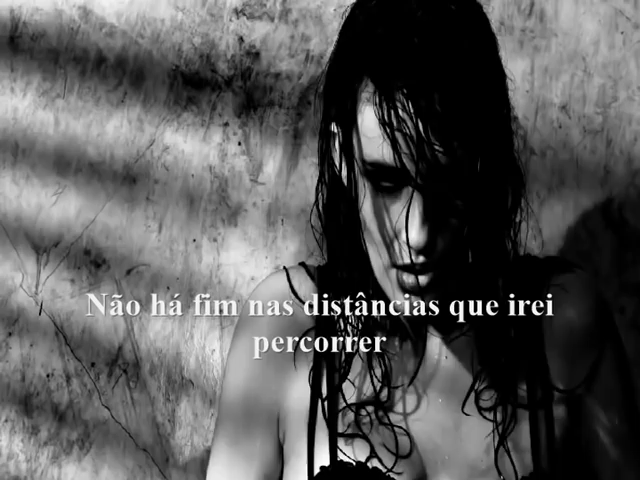 Não há fim nas distâncias que irei
percorrer